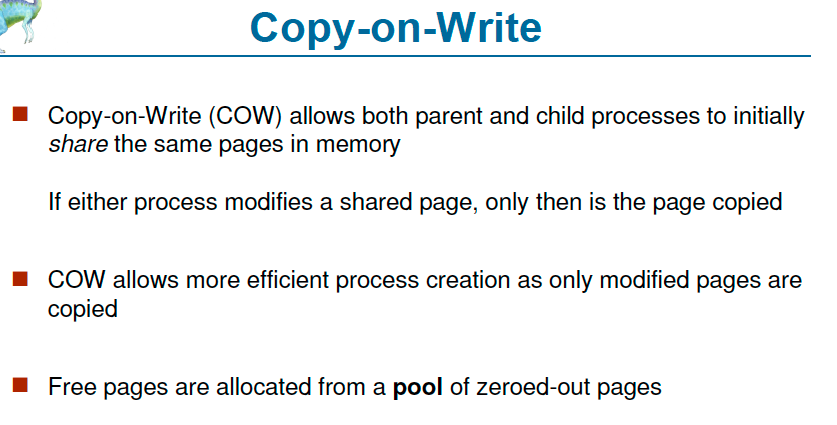 Copy-on-Write
Copy-on-Write (COW) allows both parent and child processes to initially
share the same pages in memory
If either process modifies a shared page, only then is the page copied
COW allows more efficient process creation as only modified pages are
copied
Free pages are allocated from a pool of zeroed-out pages